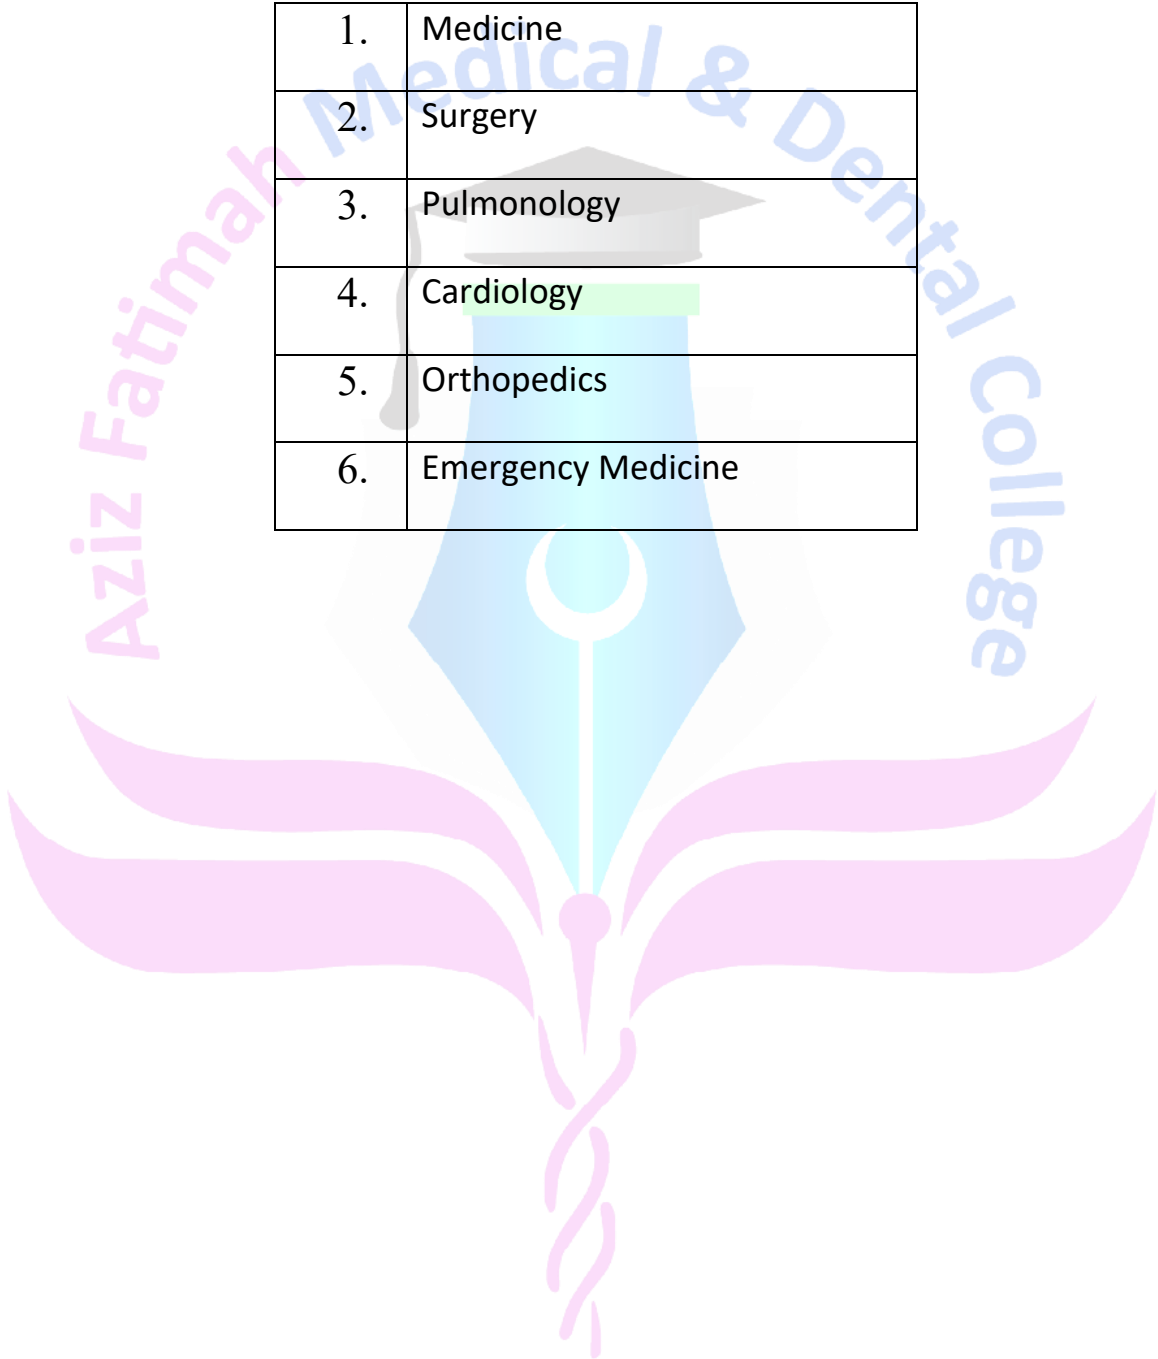 1. Medicine
2. Surgery
3. Pulmonology
4. Cardiology
5. Orthopedics
6. Emergency Medicine
Aziz Fatimah Medical & Dental College